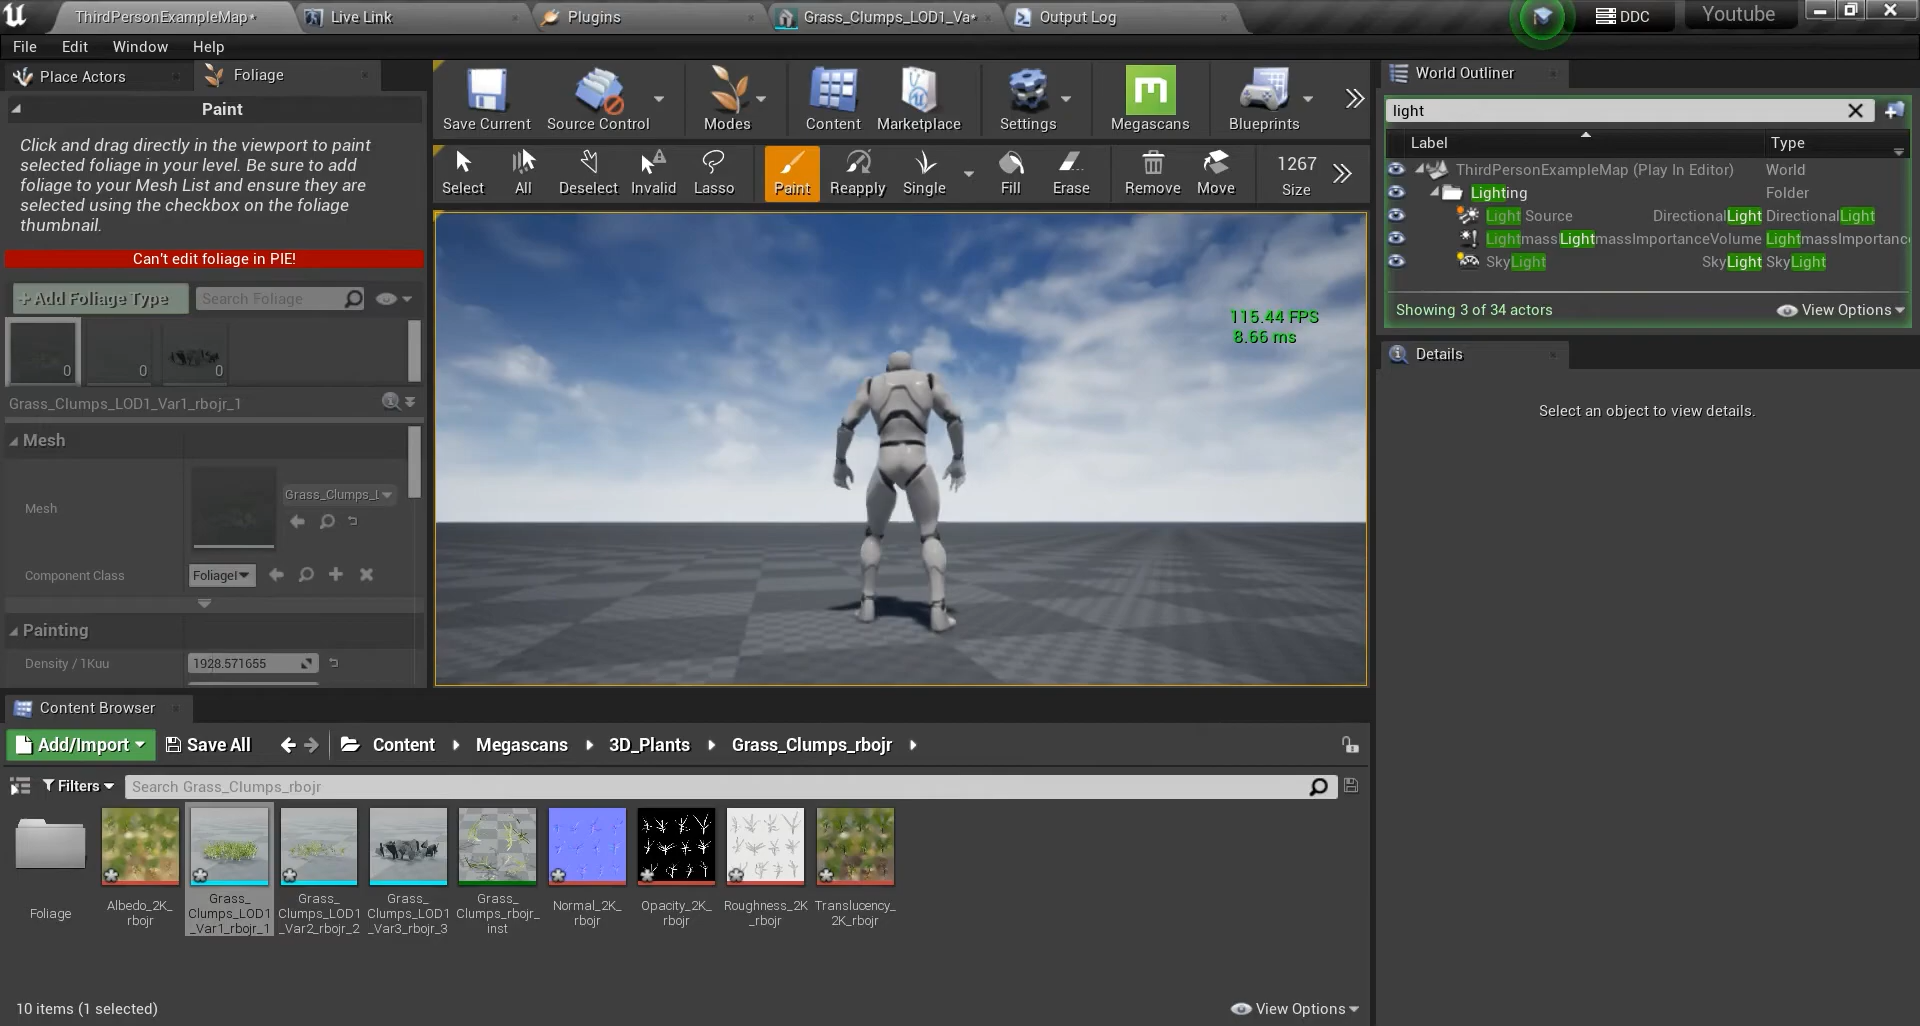 ThirdPersonExampleMap*
Live Link
Plugins
Grass_Clumps_LOD1_Va*
Output Log
DDC
Youtube
File
Edit
Window
Help
Place Actors
Foliage
Paint
Click and drag directly in the viewport to paint
selected foliage in your level. Be sure to add
foliage to your Mesh List and ensure they are
selected using the checkbox on the foliage
thumbnail.
Can't edit foliage in PIE!
+Add Foliage Type
Search Foliage
0
0
0
Grass_Clumps_LOD1_Var1_rbojr_1
Mesh
Mesh
Grass_Clumps_L
Component Class
FoliageI
Painting
Density / 1Kuu
1928.571655
Save Current
Source Control
Modes
Content
Marketplace
Settings
Megascans
Blueprints
Select
All
Deselect
Invalid
Lasso
Paint
Reapply
Single
Fill
Erase
Remove
Move
1267
Size
115.44 FPS
8.66 ms
World Outliner
light
Label
Type
ThirdPersonExampleMap (Play In Editor)
World
Lighting
Folder
Light Source
DirectionalLight
DirectionalLight
LightmassLightmassImportanceVolume
LightmassImportanc
SkyLight
SkyLight
SkyLight
Showing 3 of 34 actors
View Options
Details
Select an object to view details.
Content Browser
Add/Import
Save All
Content
Megascans
3D_Plants
Grass_Clumps_rbojr
Filters
Search Grass_Clumps_rbojr
Foliage
Albedo_2K_
rbojr
Grass_
Clumps_LOD1
_Var1_rbojr_1
Grass_
Clumps_LOD1
_Var2_rbojr_2
Grass_
Clumps_LOD1
_Var3_rbojr_3
Grass_
Clumps_rbojr_
inst
Normal_2K_
rbojr
Opacity_2K_
rbojr
Roughness_2K
_rbojr
Translucency_
2K_rbojr
10 items (1 selected)
View Options